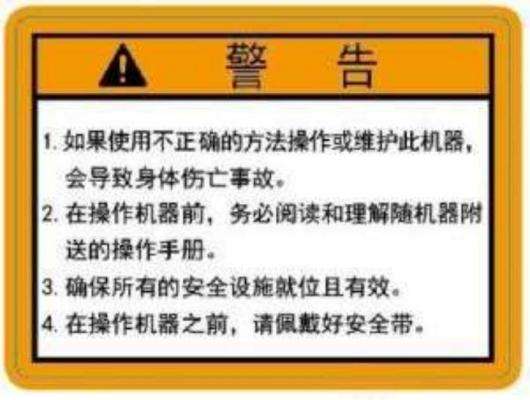 警 告
1. 如果使用不正确的方法操作或维护此机器，
会导致身体伤亡事故。
2. 在操作机器前，务必阅读和理解随机器附
送的操作手册。
3. 确保所有的安全设施就位且有效。
4. 在操作机器之前，请佩戴好安全带。